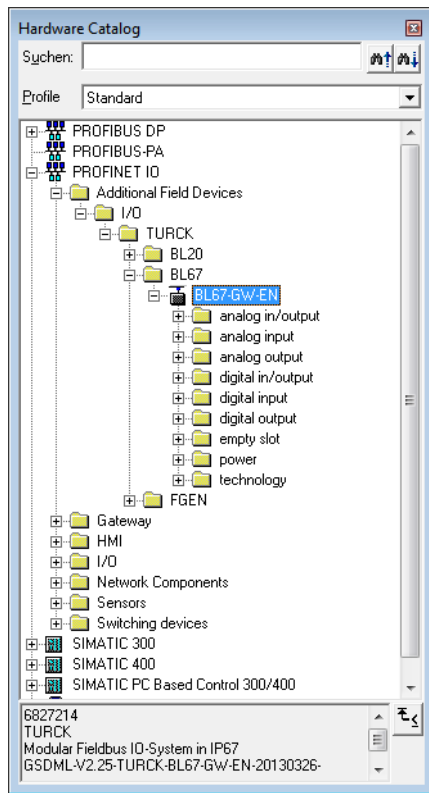 Hardware Catalog
Suchen:
Profile Standard
PROFIBUS DP
PROFIBUS-PA
PROFINET IO
Additional Field Devices
I/O
TURCK
BL20
BL67
BL67-GW-EN
analog in/output
analog input
analog output
digital in/output
digital input
digital output
empty slot
power
technology
FGEN
Gateway
HMI
I/O
Network Components
Sensors
Switching devices
SIMATIC 300
SIMATIC 400
SIMATIC PC Based Control 300/400
6827214
TURCK
Modular Fieldbus IO-System in IP67
GSDML-V2.25-TURCK-BL67-GW-EN-20130326-